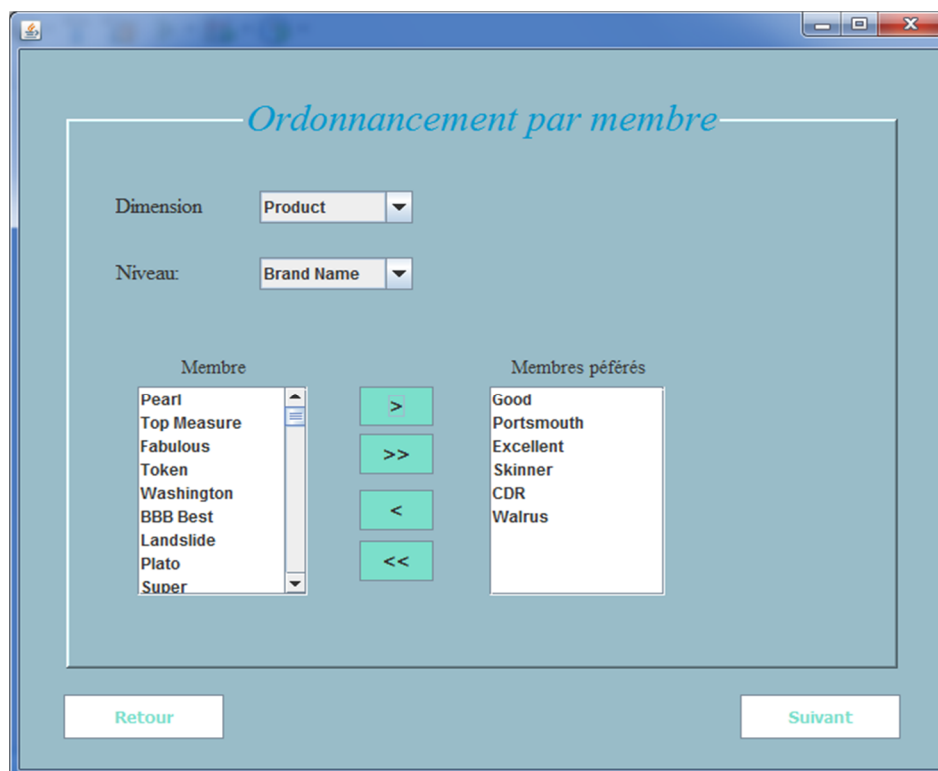 Ordonnancement par membre
Dimension
Product
Niveau:
Brand Name
Membre
Pearl
Top Measure
Fabulous
Token
Washington
BBB Best
Landslide
Plato
Super
>
>>
<
<<
Membres péférés
Good
Portsmouth
Excellent
Skinner
CDR
Walrus
Retour
Suivant